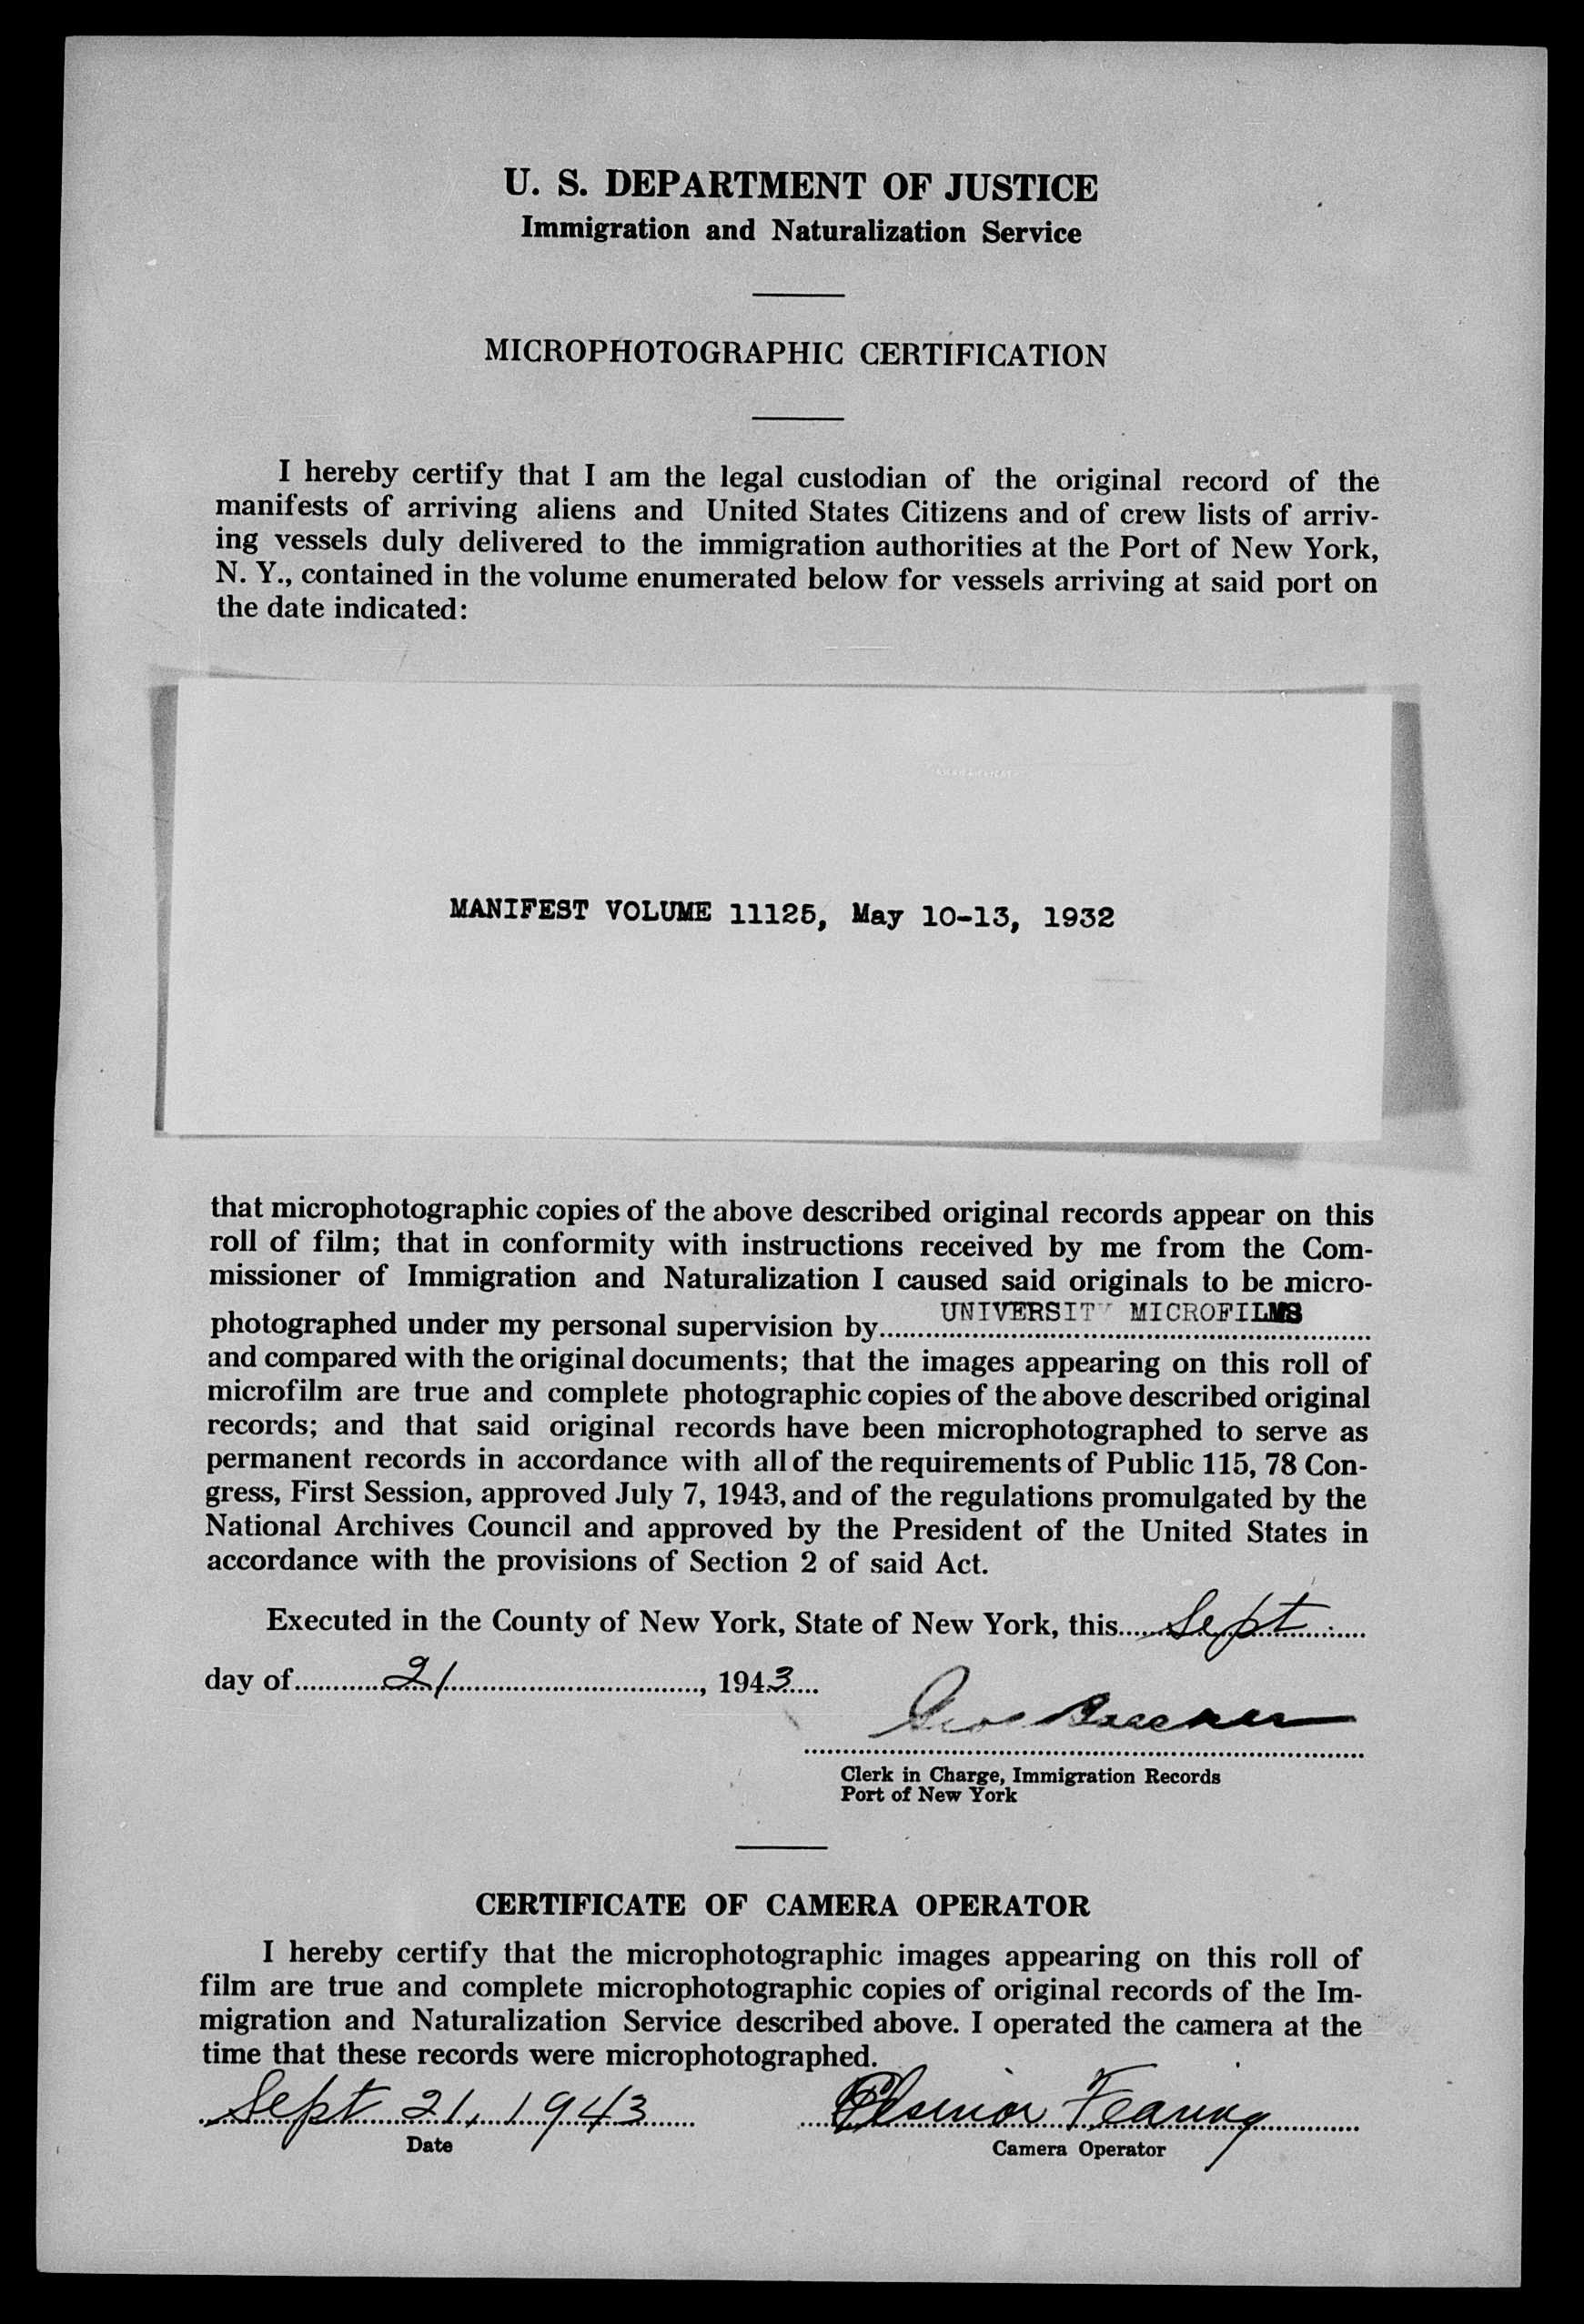 U. S. DEPARTMENT OF JUSTICE
Immigration and Naturalization Service
MICROPHOTOGRAPHIC CERTIFICATION
I hereby certify that I am the legal custodian of the original record of the
manifests of arriving aliens and United States Citizens and of crew lists of arriv-
ing vessels duly delivered to the immigration authorities at the Port of New York,
N. Y., contained in the volume enumerated below for vessels arriving at said port on
the date indicated:
MANIFEST VOLUME 11125, May 10-13, 1932
that microphotographic copies of the above described original records appear on this
roll of film; that in conformity with instructions received by me from the Com-
missioner of Immigration and Naturalization I caused said originals to be micro-
photographed under my personal supervision by UNIVERSITY MICROFILMS
and compared with the original documents; that the images appearing on this roll of
microfilm are true and complete photographic copies of the above described original
records; and that said original records have been microphotographed to serve as
permanent records in accordance with all of the requirements of Public 115, 78 Con-
gress, First Session, approved July 7, 1943, and of the regulations promulgated by the
National Archives Council and approved by the President of the United States in
accordance with the provisions of Section 2 of said Act.
Executed in the County of New York, State of New York, this Sept
day of 21, 1943
Geo
Clerk in Charge, Immigration Records
Port of New York
CERTIFICATE OF CAMERA OPERATOR
I hereby certify that the microphotographic images appearing on this roll of
film are true and complete microphotographic copies of original records of the Im-
migration and Naturalization Service described above. I operated the camera at the
time that these records were microphotographed.
Sept 21, 1943 Fearing
Date
Camera Operator